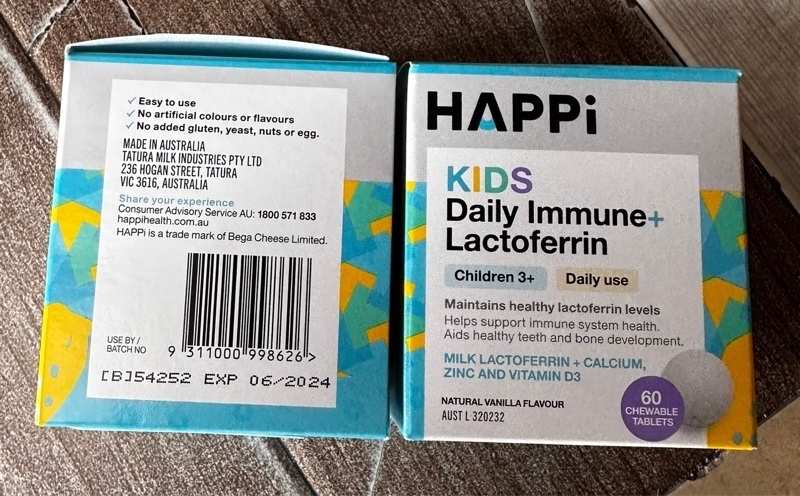 ✓ Easy to use
✓ No artificial colours or flavours
✓ No added gluten, yeast, nuts or egg.
MADE IN AUSTRALIA
TATURA MILK INDUSTRIES PTY LTD
236 HOGAN STREET, TATURA
VIC 3616, AUSTRALIA
Share your experience
Consumer Advisory Service AU: 1800 571 833
happihealth.com.au
HAPPi is a trade mark of Bega Cheese Limited.
USE BY /
BATCH NO
9 311000 998626 >
[B]54252 EXP 06/2024
HAPPi
KIDS
Daily Immune+
Lactoferrin
Children 3+ Daily use
Maintains healthy lactoferrin levels
Helps support immune system health.
Aids healthy teeth and bone development.
MILK LACTOFERRIN + CALCIUM,
ZINC AND VITAMIN D3
NATURAL VANILLA FLAVOUR
AUST L 320232
60
CHEWABLE
TABLETS